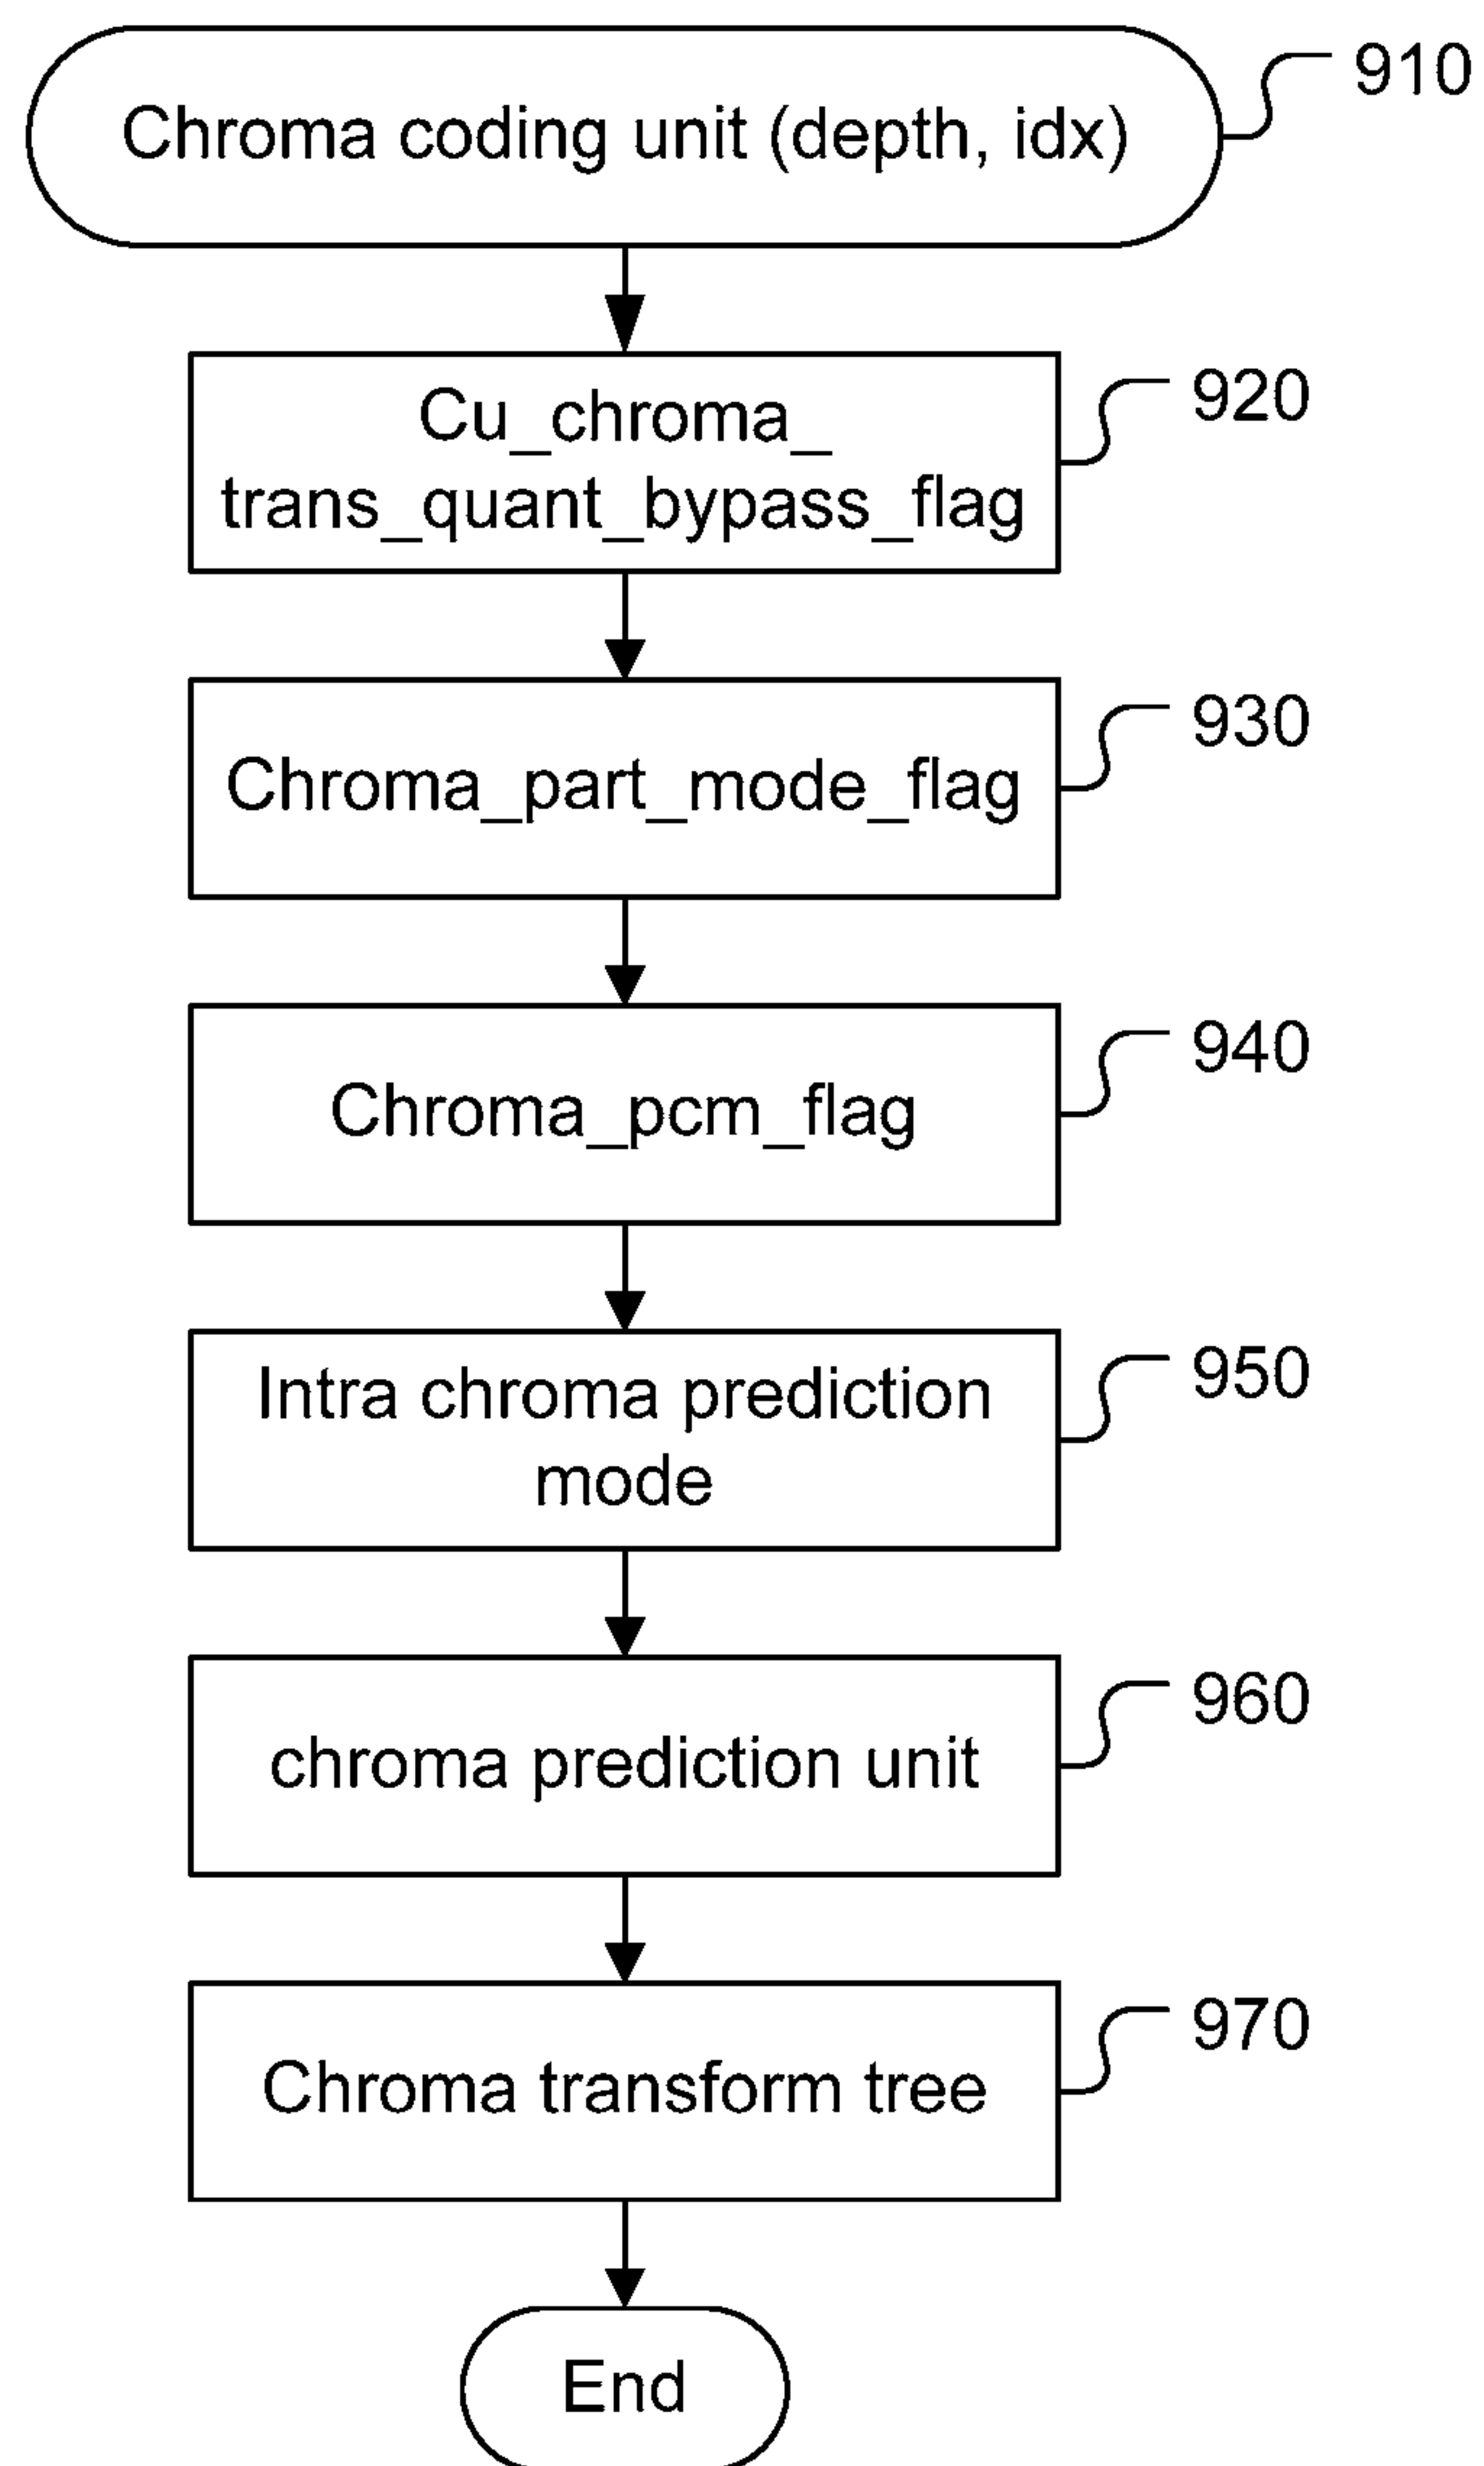 Chroma coding unit (depth, idx)
910
Cu_chroma_
trans_quant_bypass_flag
920
Chroma_part_mode_flag
930
Chroma_pcm_flag
940
Intra chroma prediction
mode
950
chroma prediction unit
960
Chroma transform tree
970
End